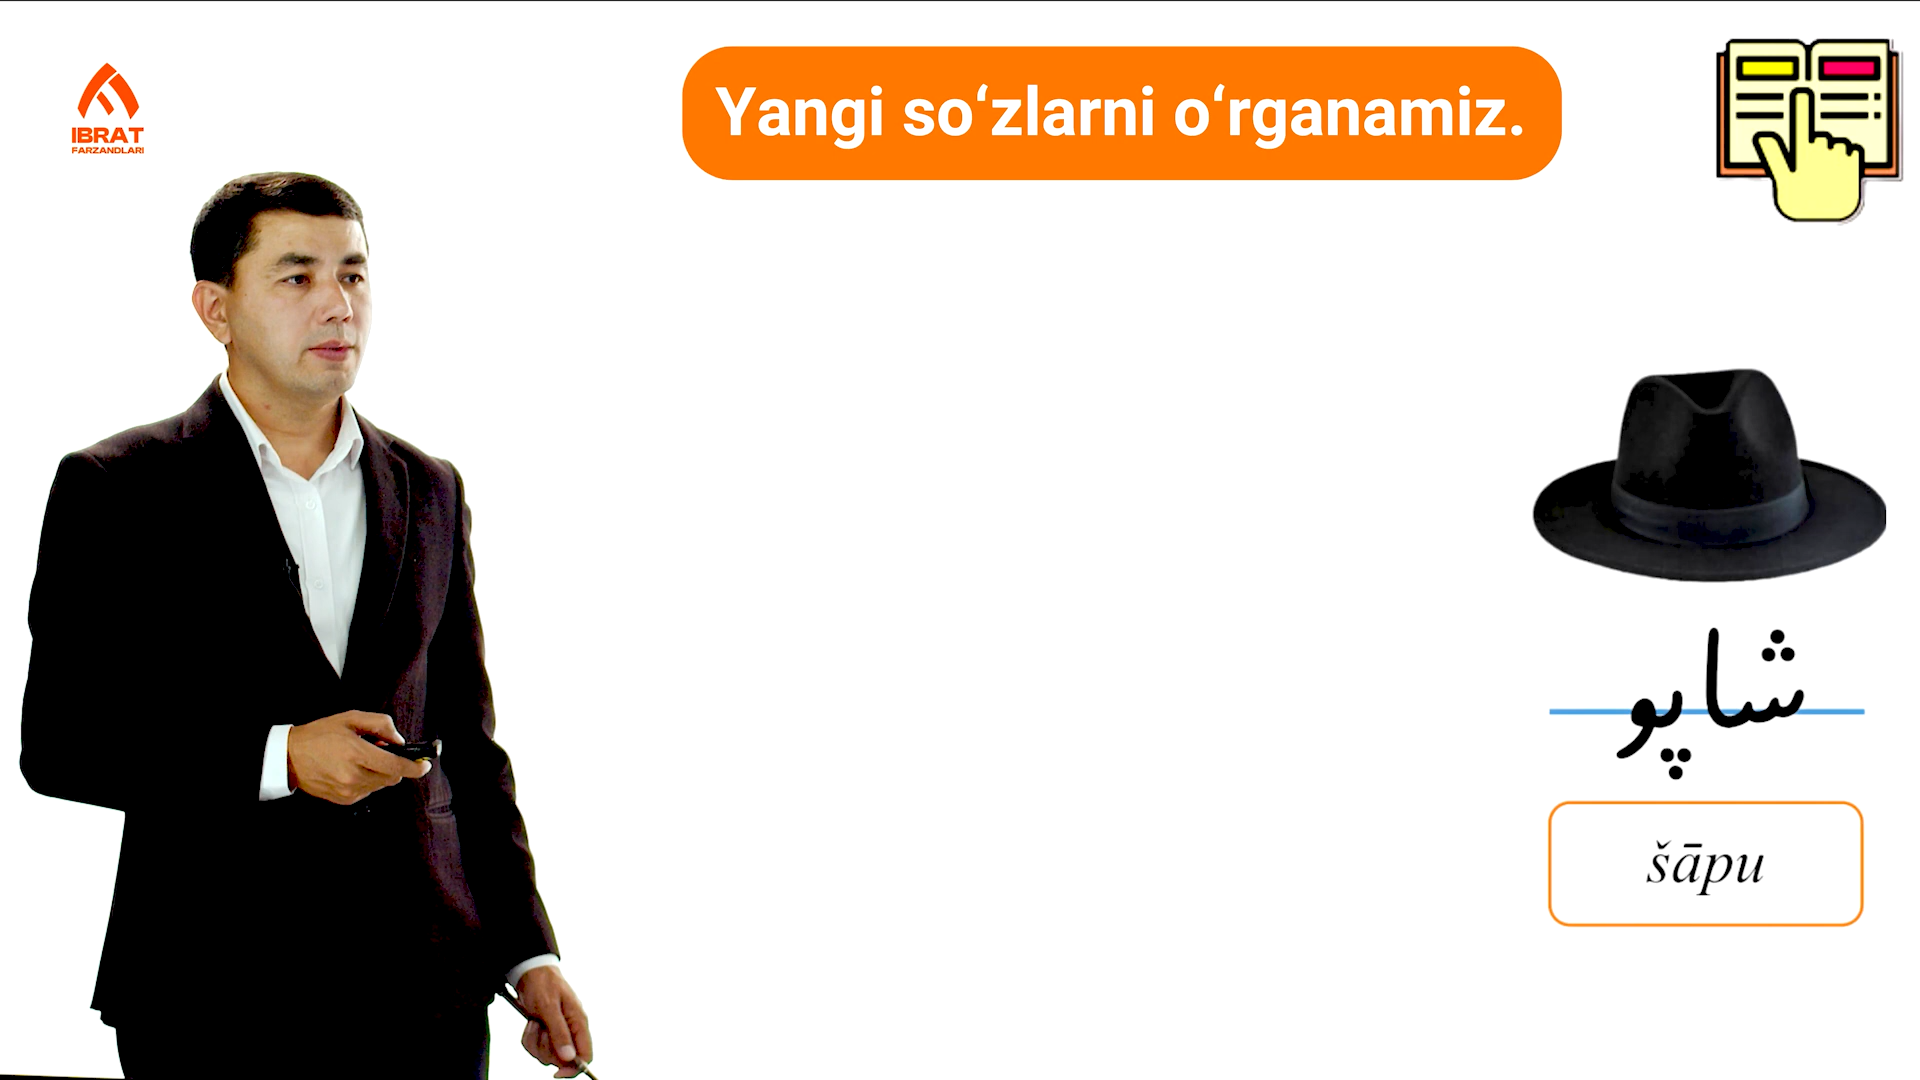 IBRAT
FARZANDLARI
Yangi so‘zlarni o‘rganamiz.
شاپو
šāpu